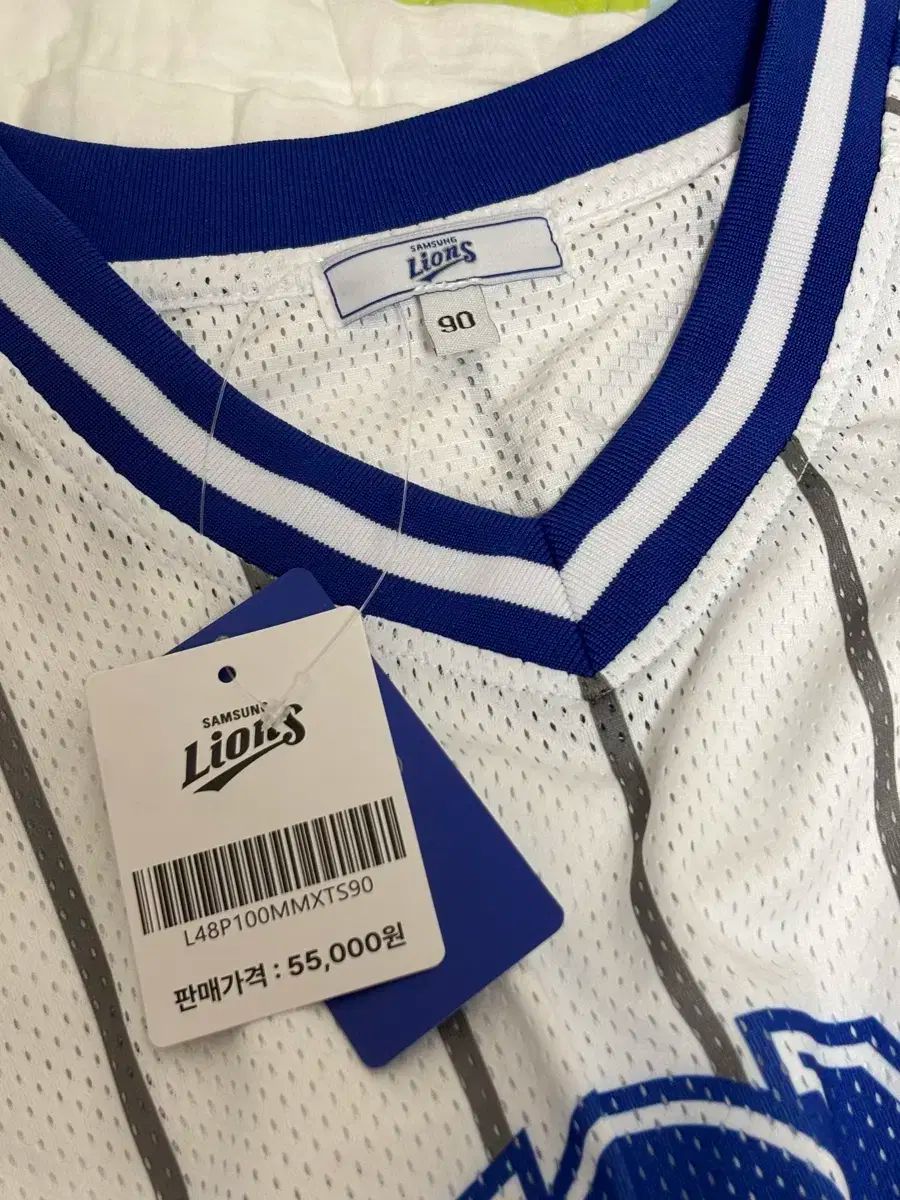 SAMSUNG
Lions
90
SAMSUNG
Lions
L48P100MMXTS90
판매가격 : 55,000원